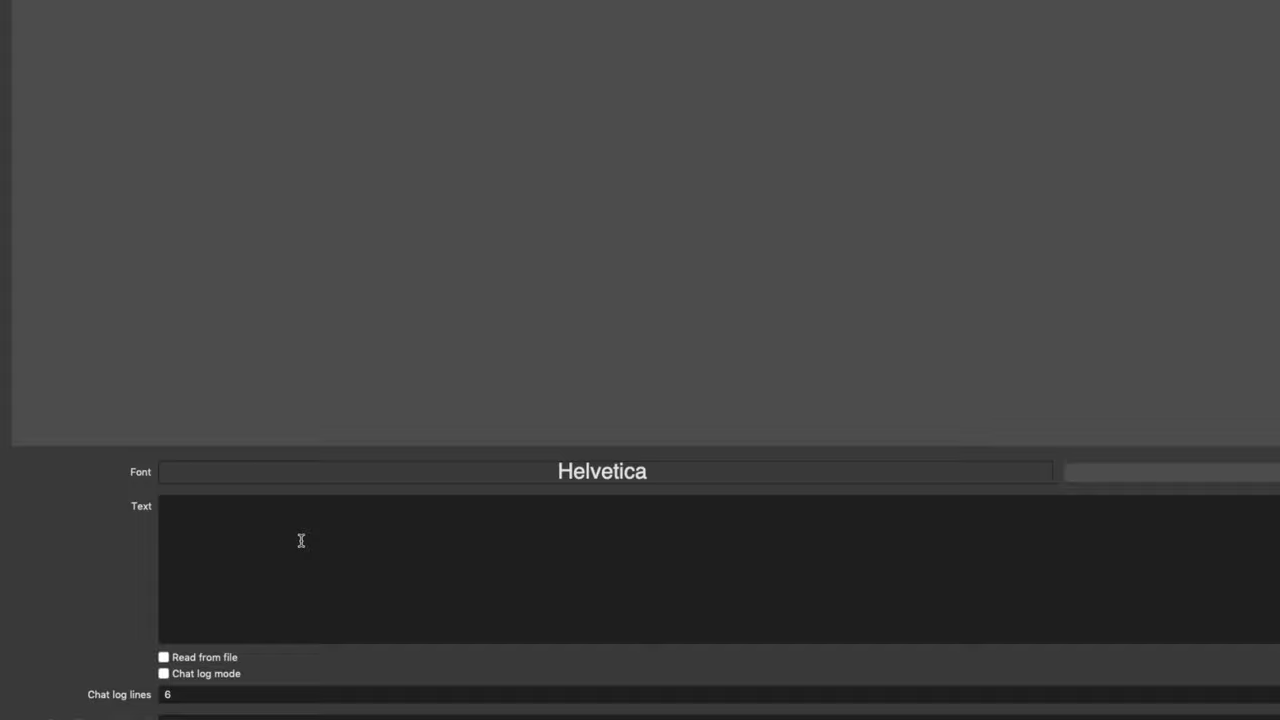 Font Helvetica
Text
Read from file
Chat log mode
Chat log lines 6